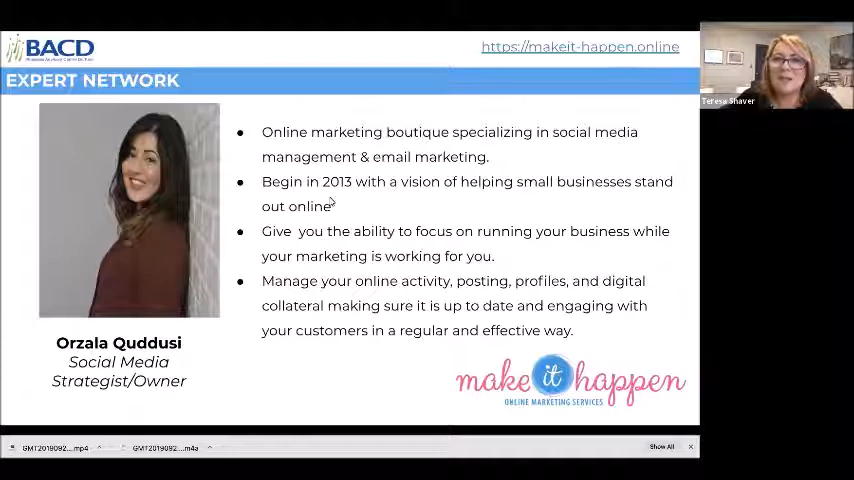 BACD
https://makeit-happen.online
EXPERT NETWORK
Teresa Shaver
● Online marketing boutique specializing in social media
management & email marketing.
● Begin in 2013 with a vision of helping small businesses stand
out online
● Give you the ability to focus on running your business while
your marketing is working for you.
● Manage your online activity, posting, profiles, and digital
collateral making sure it is up to date and engaging with
your customers in a regular and effective way.
Orzala Quddusi
Social Media
Strategist/Owner
make it happen
ONLINE MARKETING SERVICES
GMT2019092....mp4
GMT2019092....m4a
Show All